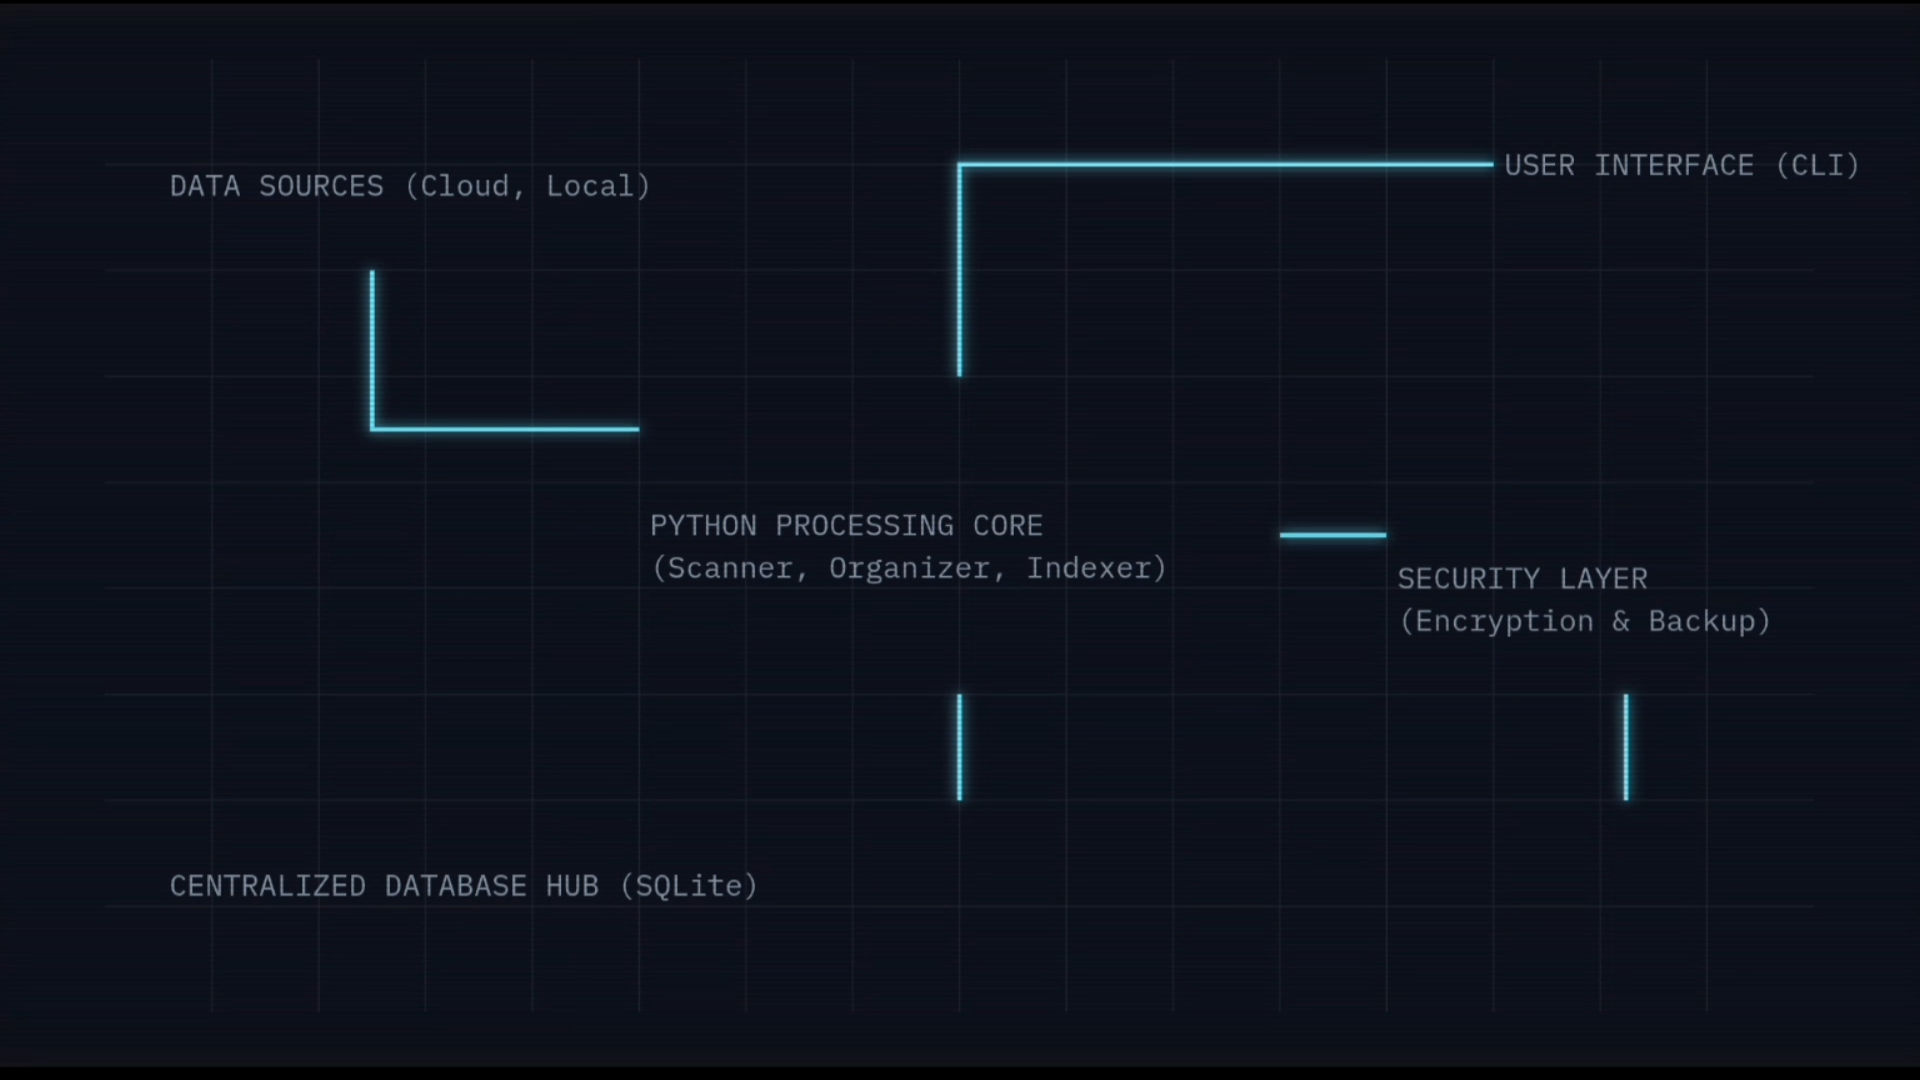 DATA SOURCES (Cloud, Local)
USER INTERFACE (CLI)
PYTHON PROCESSING CORE
(Scanner, Organizer, Indexer)
SECURITY LAYER
(Encryption & Backup)
CENTRALIZED DATABASE HUB (SQLite)